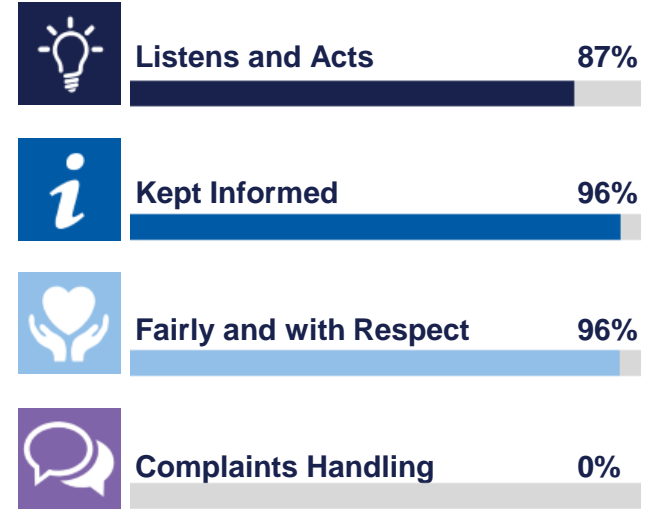 Listens and Acts 87%
Kept Informed 96%
Fairly and with Respect 96%
Complaints Handling 0%